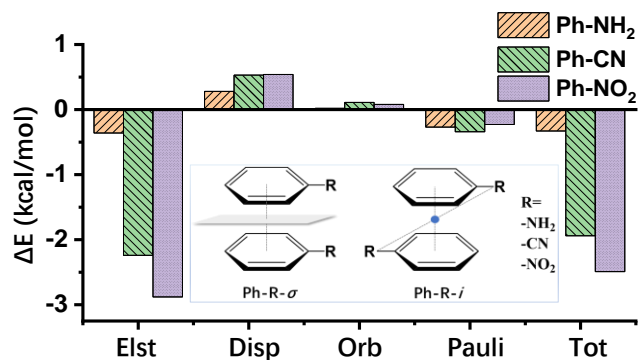 Ph-NH₂
Ph-CN
Ph-NO₂
ΔE (kcal/mol)
1
0
-1
-2
-3
R
R
R
R
R=
-NH₂
-CN
-NO₂
Ph-R-σ
Ph-R-i
Elst Disp Orb Pauli Tot